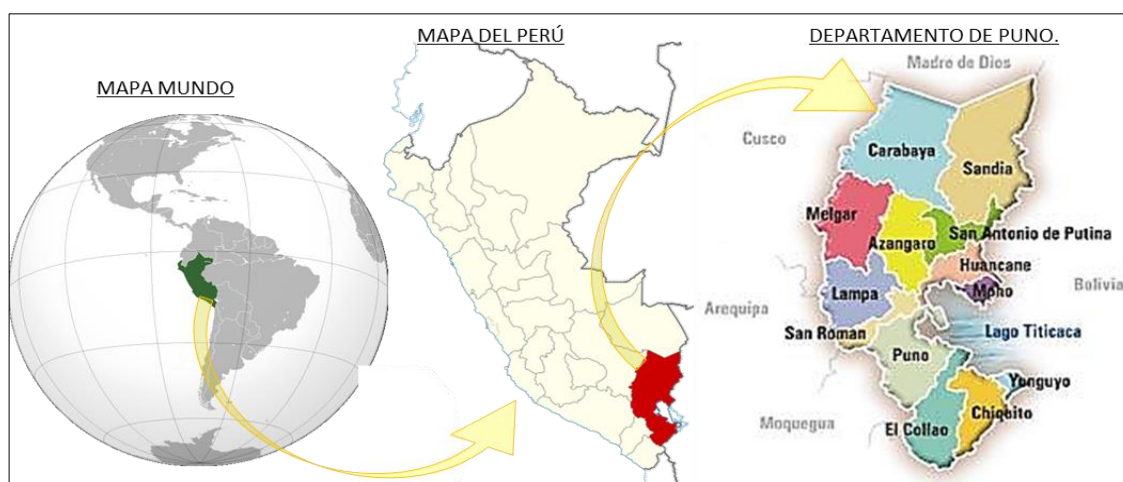 MAPA MUNDO
MAPA DEL PERÚ
DEPARTAMENTO DE PUNO.
Madre de Dios
Cusco
Carabaya
Sandia
Melgar
Azangaro
San Antonio de Putina
Huancane
Moho
Bolivia
Lampa
Arequipa
San Roman
Lago Titicaca
Puno
Yunguyo
Chiquito
El Collao
Moquegua